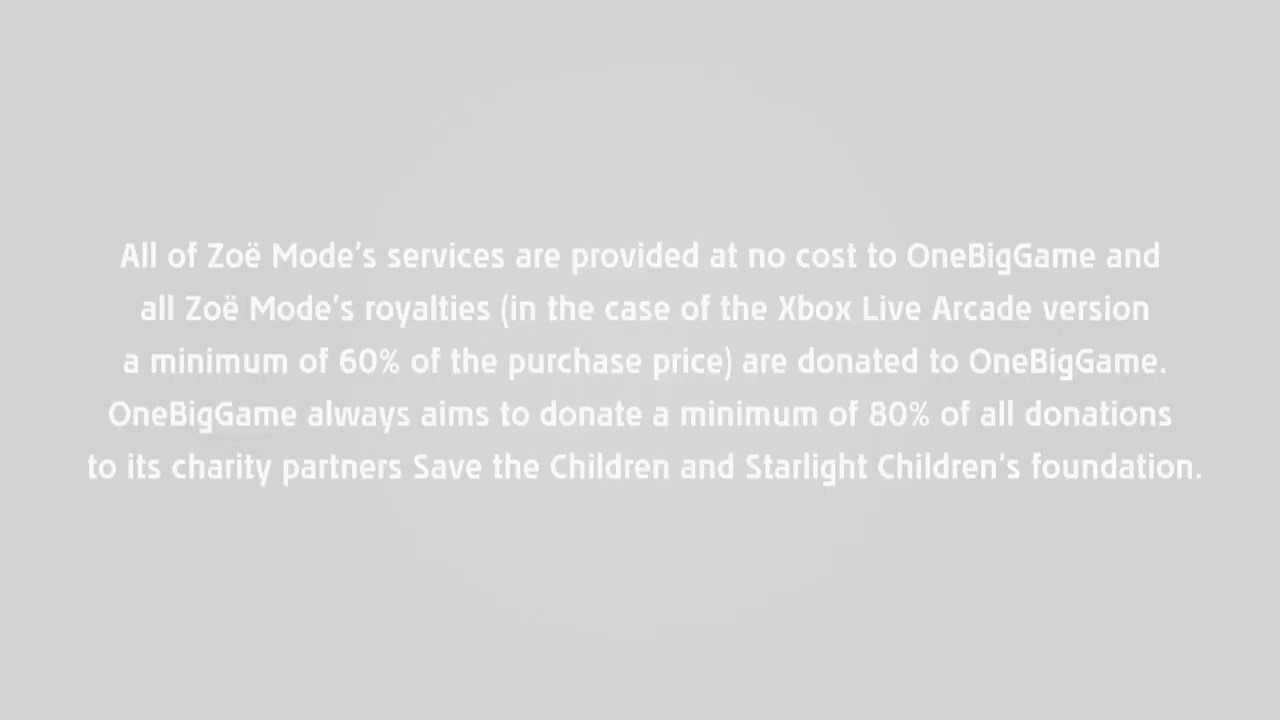 All of Zoë Mode's services are provided at no cost to OneBigGame and
all Zoë Mode's royalties (in the case of the Xbox Live Arcade version
a minimum of 60% of the purchase price) are donated to OneBigGame.
OneBigGame always aims to donate a minimum of 80% of all donations
to its charity partners Save the Children and Starlight Children's foundation.